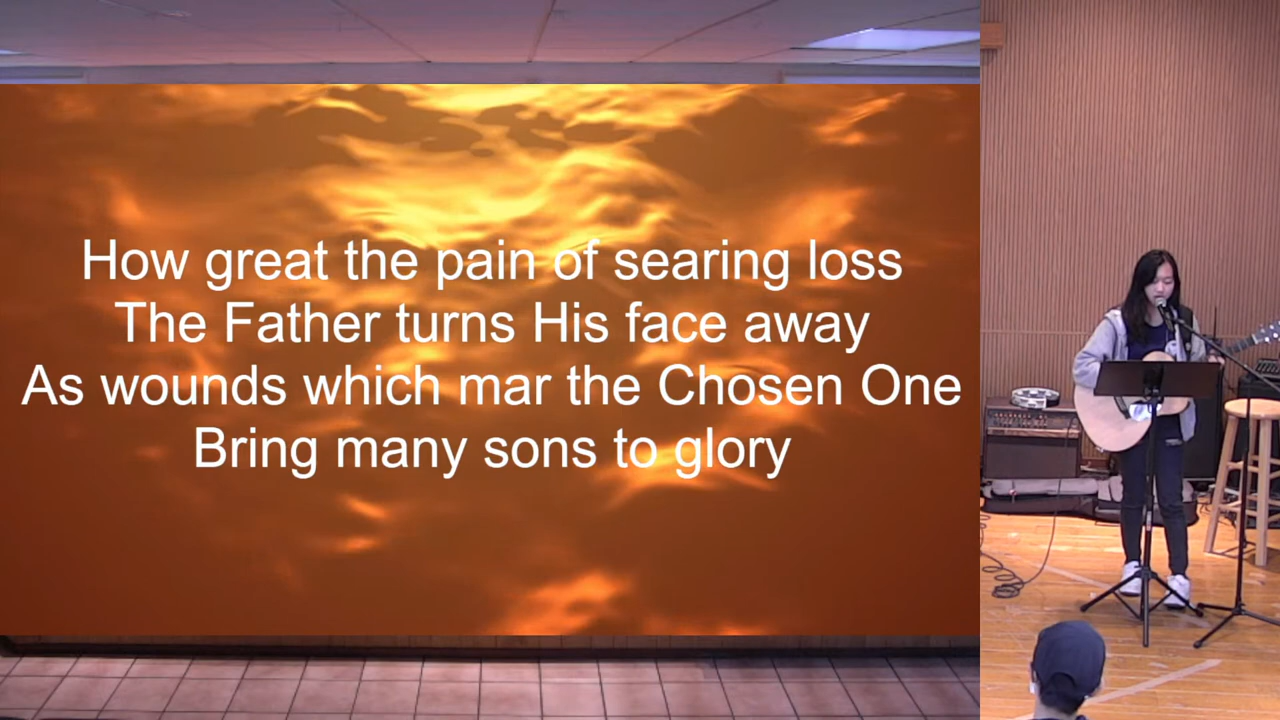 How great the pain of searing loss
The Father turns His face away
As wounds which mar the Chosen One
Bring many sons to glory